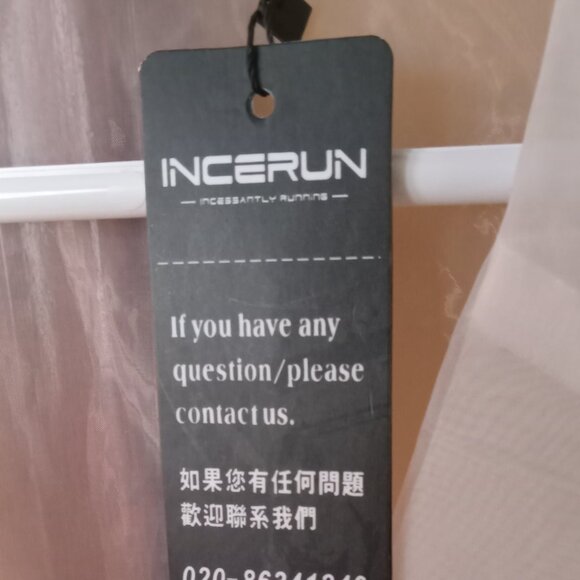 INCERUN
— INCESSANTLY RUNNING —
If you have any
question/please
contact us.
如果您有任何問題
歡迎聯系我們